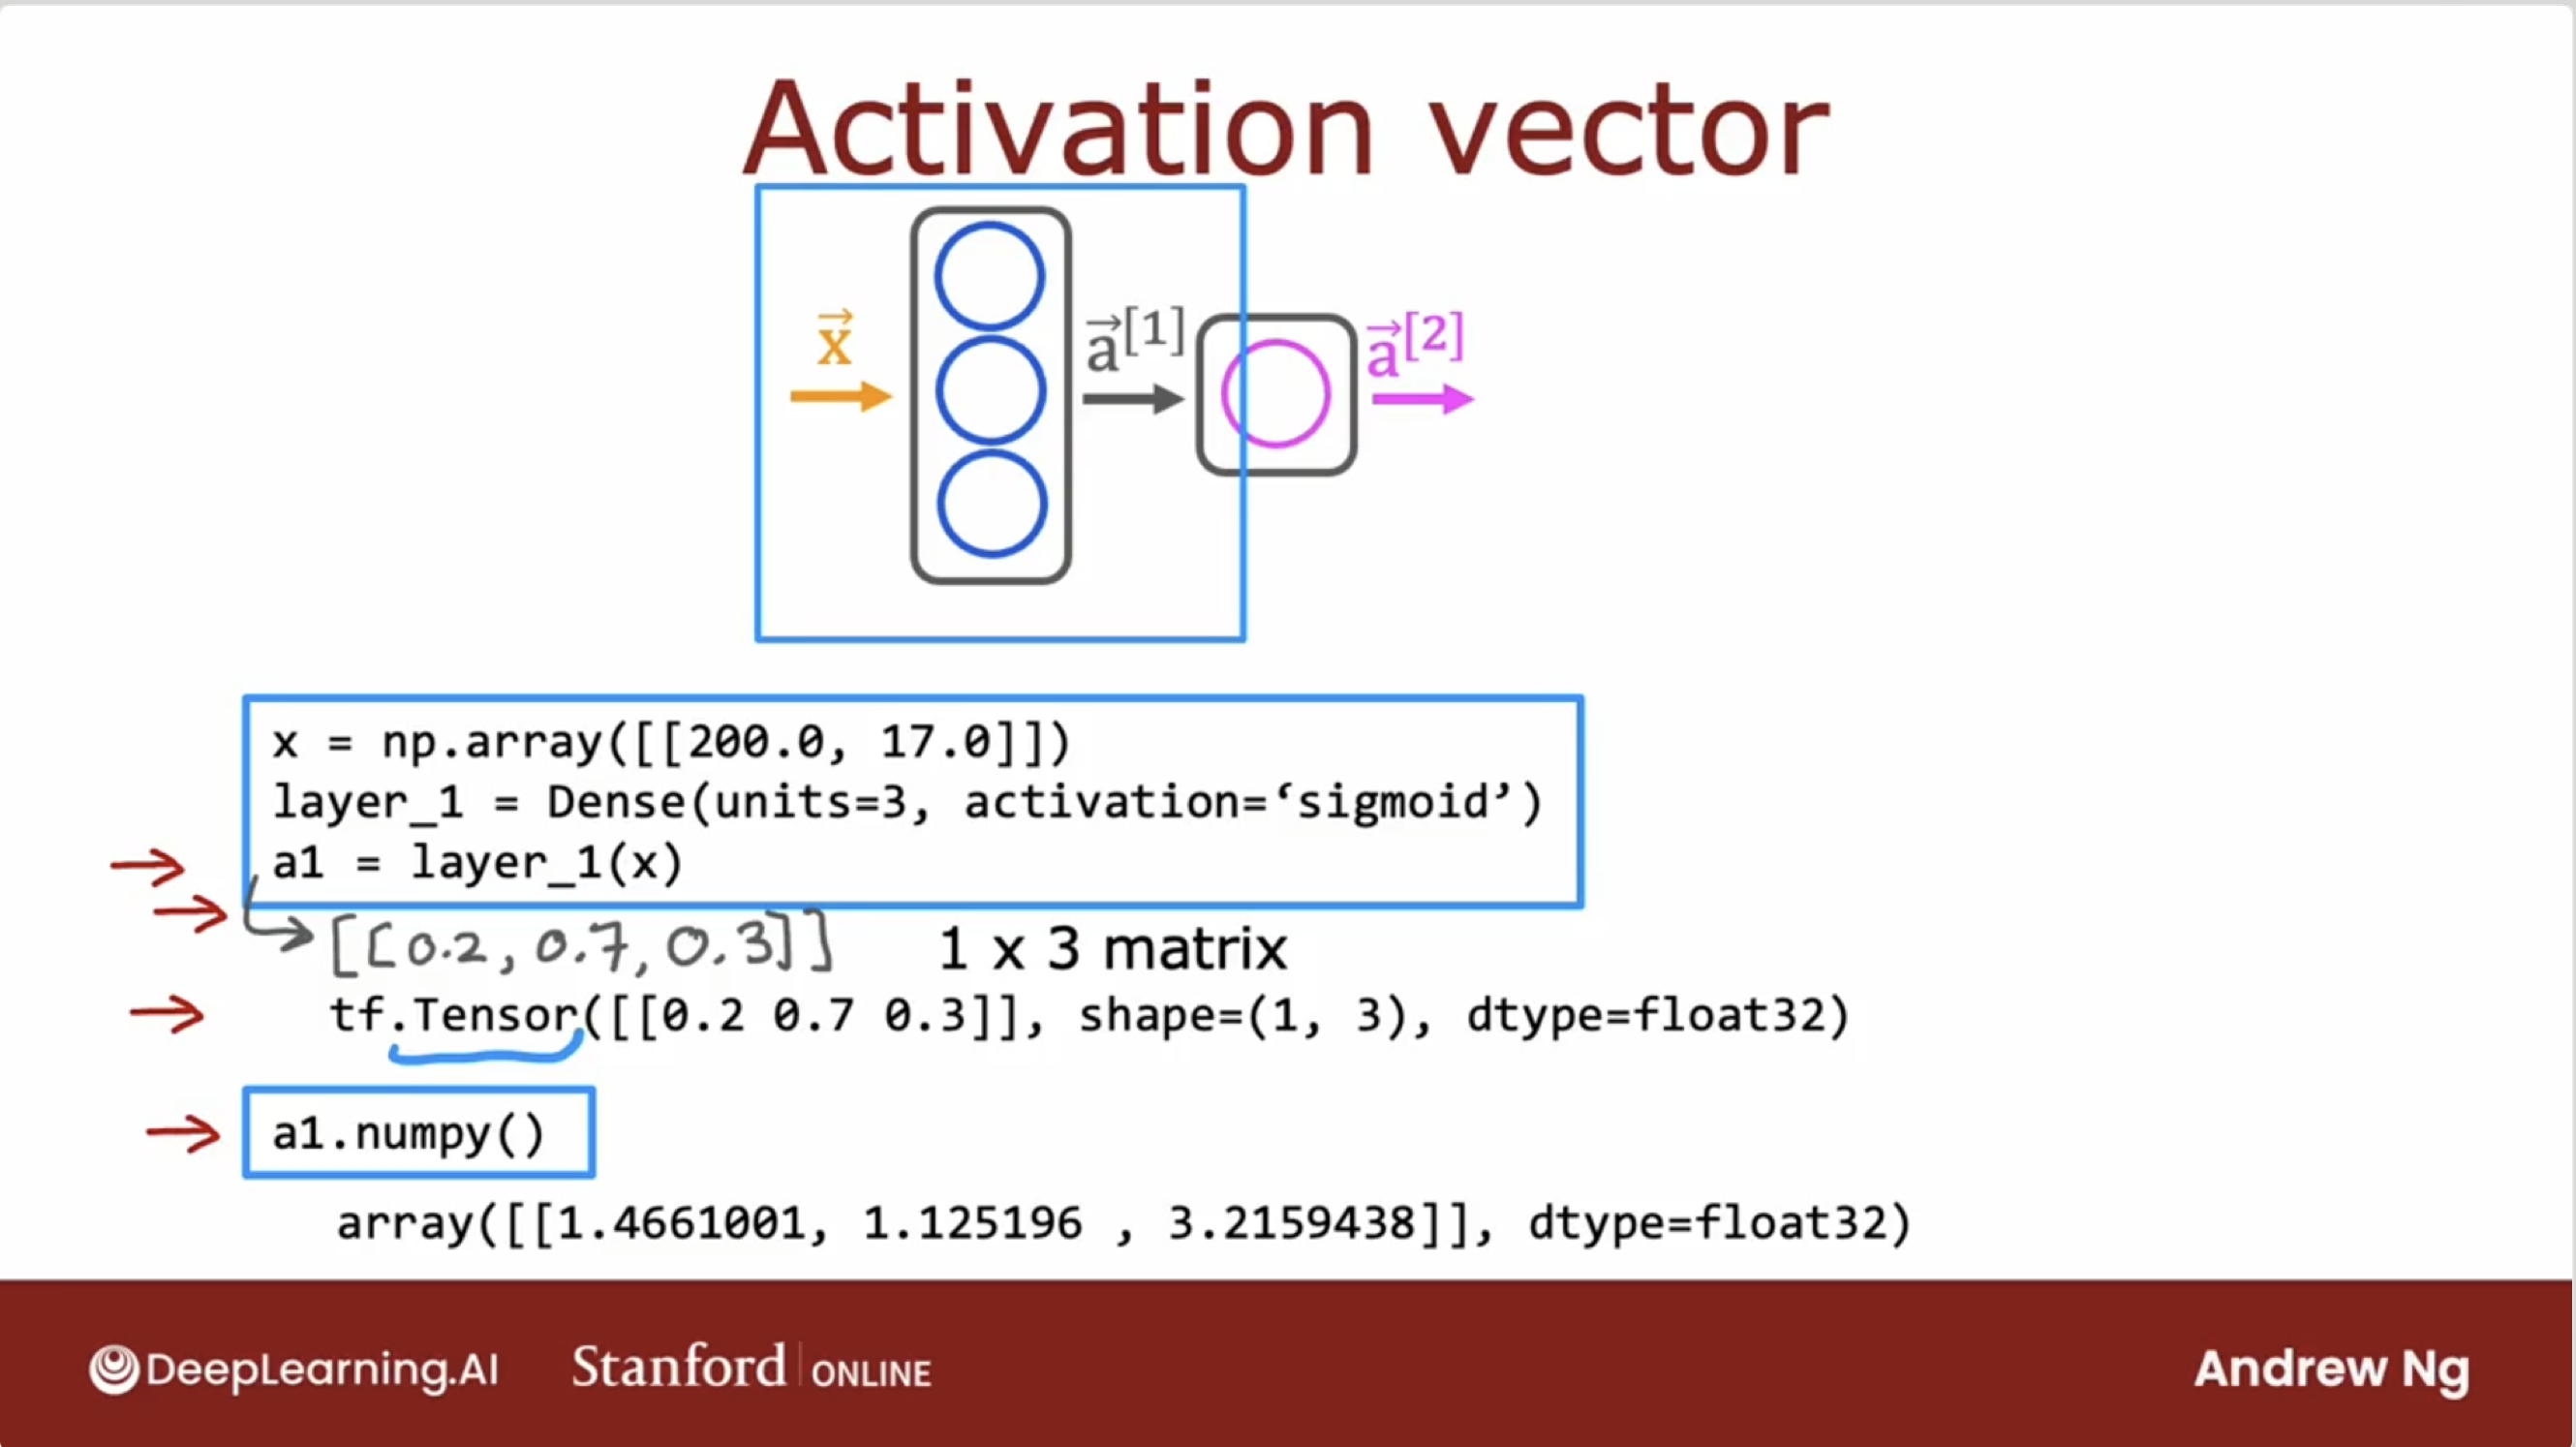 Activation vector
x⃗
a⃗[1]
a⃗[2]
x = np.array([[200.0, 17.0]])
layer_1 = Dense(units=3, activation=‘sigmoid’)
a1 = layer_1(x)
[[0.2, 0.7, 0.3]] 1 x 3 matrix
tf.Tensor([[0.2 0.7 0.3]], shape=(1, 3), dtype=float32)
a1.numpy()
array([[1.4661001, 1.125196 , 3.2159438]], dtype=float32)
DeepLearning.AI Stanford | ONLINE Andrew Ng